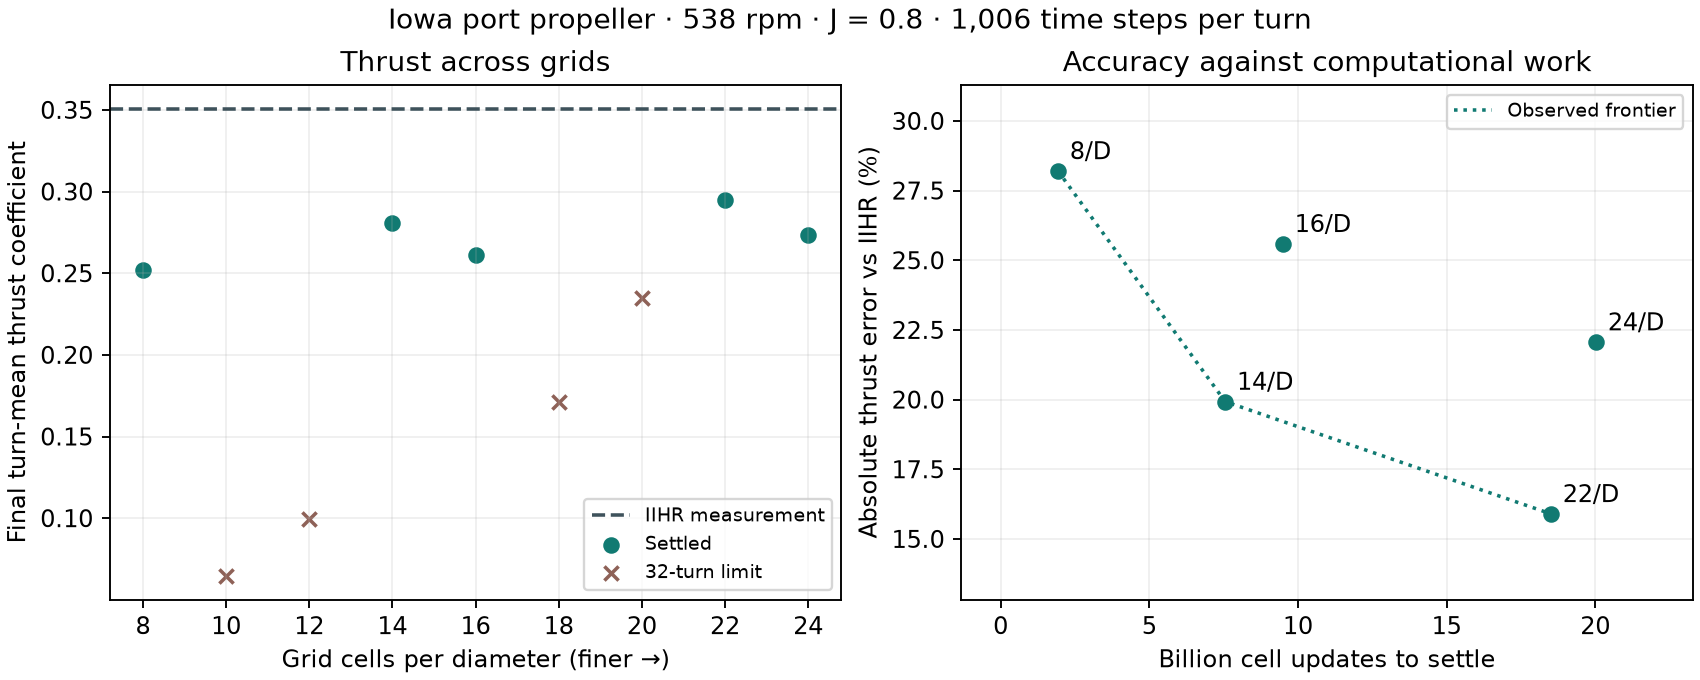 Iowa port propeller · 538 rpm · J = 0.8 · 1,006 time steps per turn
Thrust across grids
Final turn-mean thrust coefficient
0.35
0.30
0.25
0.20
0.15
0.10
IIHR measurement
Settled
32-turn limit
8 10 12 14 16 18 20 22 24
Grid cells per diameter (finer →)
Accuracy against computational work
Absolute thrust error vs IIHR (%)
30.0
27.5
25.0
22.5
20.0
17.5
15.0
Observed frontier
8/D
16/D
24/D
14/D
22/D
0 5 10 15 20
Billion cell updates to settle